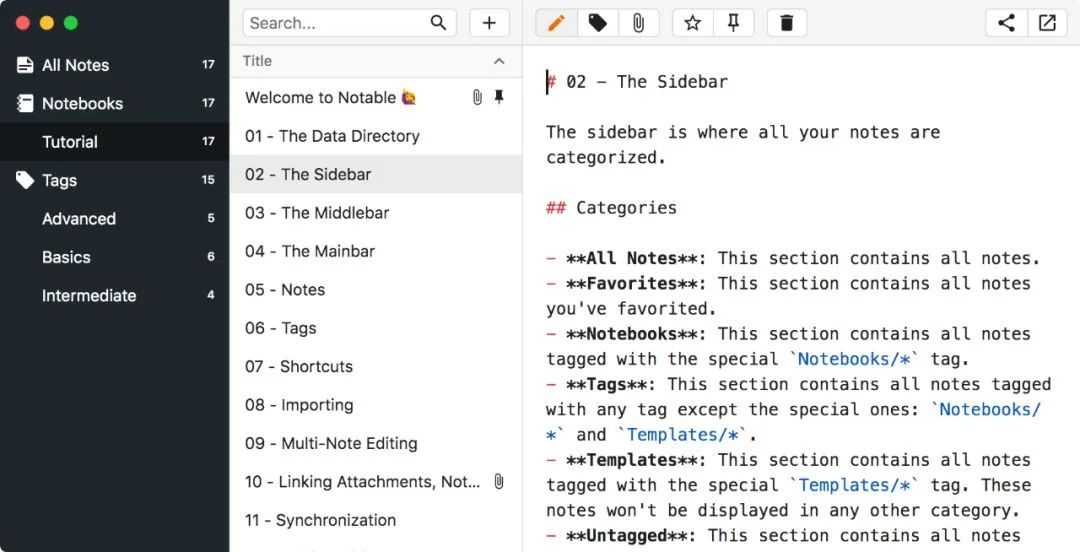 All Notes 17
Notebooks 17
Tutorial 17
Tags 15
Advanced 5
Basics 6
Intermediate 4
Search...
Title
Welcome to Notable 🙋
01 - The Data Directory
02 - The Sidebar
03 - The Middlebar
04 - The Mainbar
05 - Notes
06 - Tags
07 - Shortcuts
08 - Importing
09 - Multi-Note Editing
10 - Linking Attachments, Not...
11 - Synchronization
# 02 - The Sidebar
The sidebar is where all your notes are
categorized.
## Categories
- **All Notes**: This section contains all notes.
- **Favorites**: This section contains all notes
you've favorited.
- **Notebooks**: This section contains all notes
tagged with the special `Notebooks/*` tag.
- **Tags**: This section contains all notes tagged
with any tag except the special ones: `Notebooks/
*` and `Templates/*`.
- **Templates**: This section contains all notes
tagged with the special `Templates/*` tag. These
notes won't be displayed in any other category.
- **Untagged**: This section contains all notes